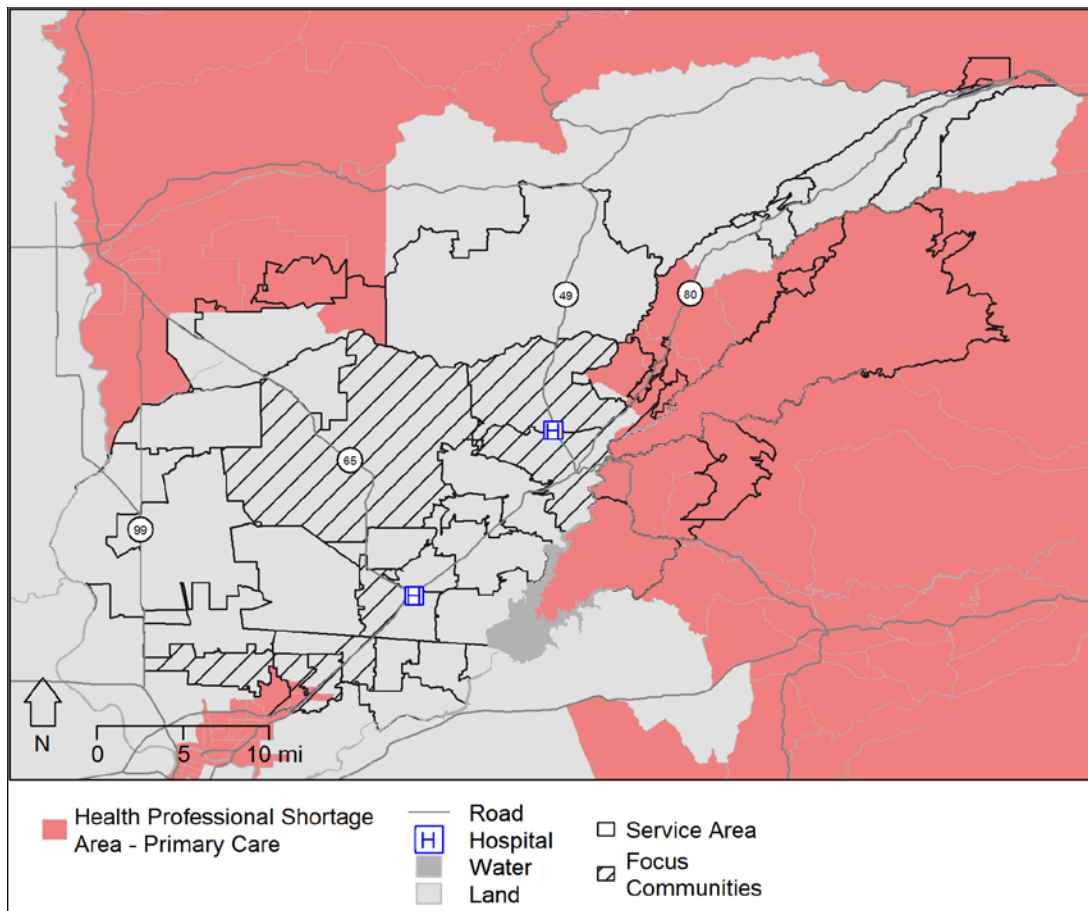 49
80
65
99
H
H
N
0 5 10 mi
Health Professional Shortage
Area - Primary Care
Road
H Hospital
Water
Land
Service Area
Focus
Communities